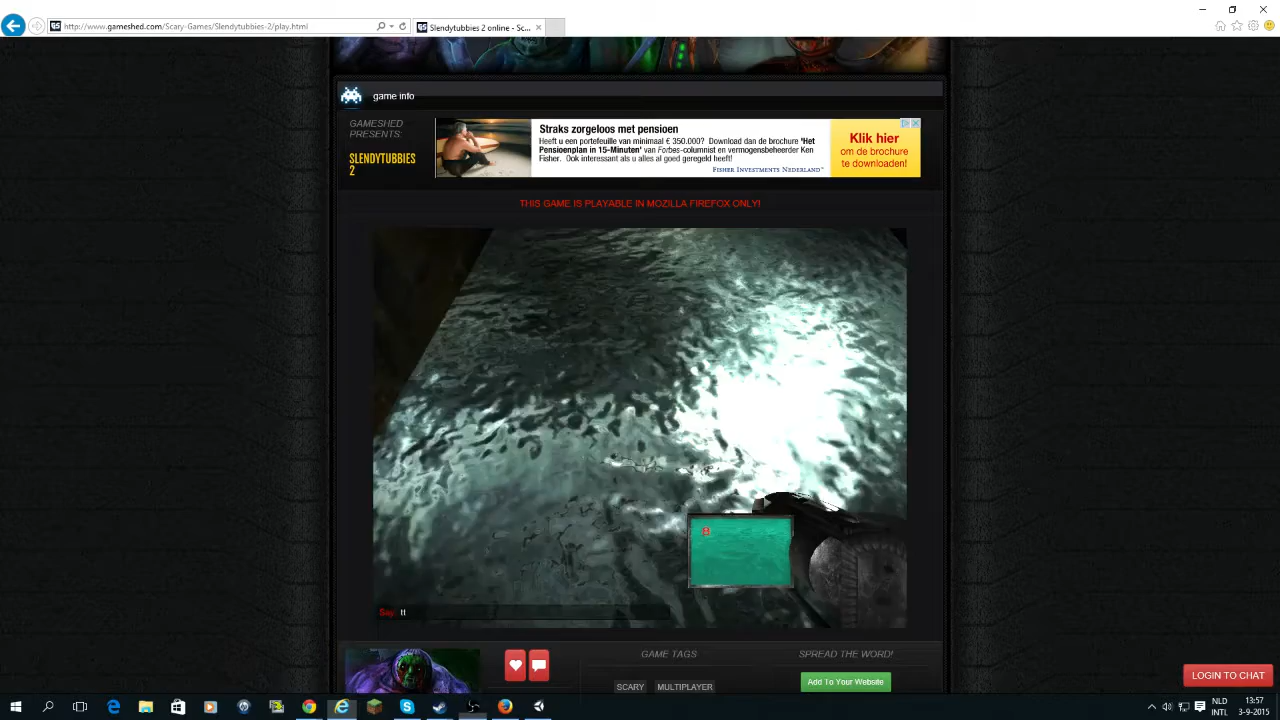 http://www.gameshed.com/Scary-Games/Slendytubbies-2/play.html
Slendytubbies 2 online - Sc...
game info
GAMESHED PRESENTS:
SLENDYTUBBIES 2
Straks zorgeloos met pensioen
Heeft u een portefeuille van minimaal € 350.000? Download dan de brochure 'Het
Pensioenplan in 15-Minuten' van Forbes-columnist en vermogensbeheerder Ken
Fisher. Ook interessant als u alles al goed geregeld heeft!
FISHER INVESTMENTS NEDERLAND™
Klik hier
om de brochure
te downloaden!
THIS GAME IS PLAYABLE IN MOZILLA FIREFOX ONLY!
Say: tt
GAME TAGS
SCARY
MULTIPLAYER
SPREAD THE WORD!
Add To Your Website
LOGIN TO CHAT
NLD
INTL
13:57
3-9-2015